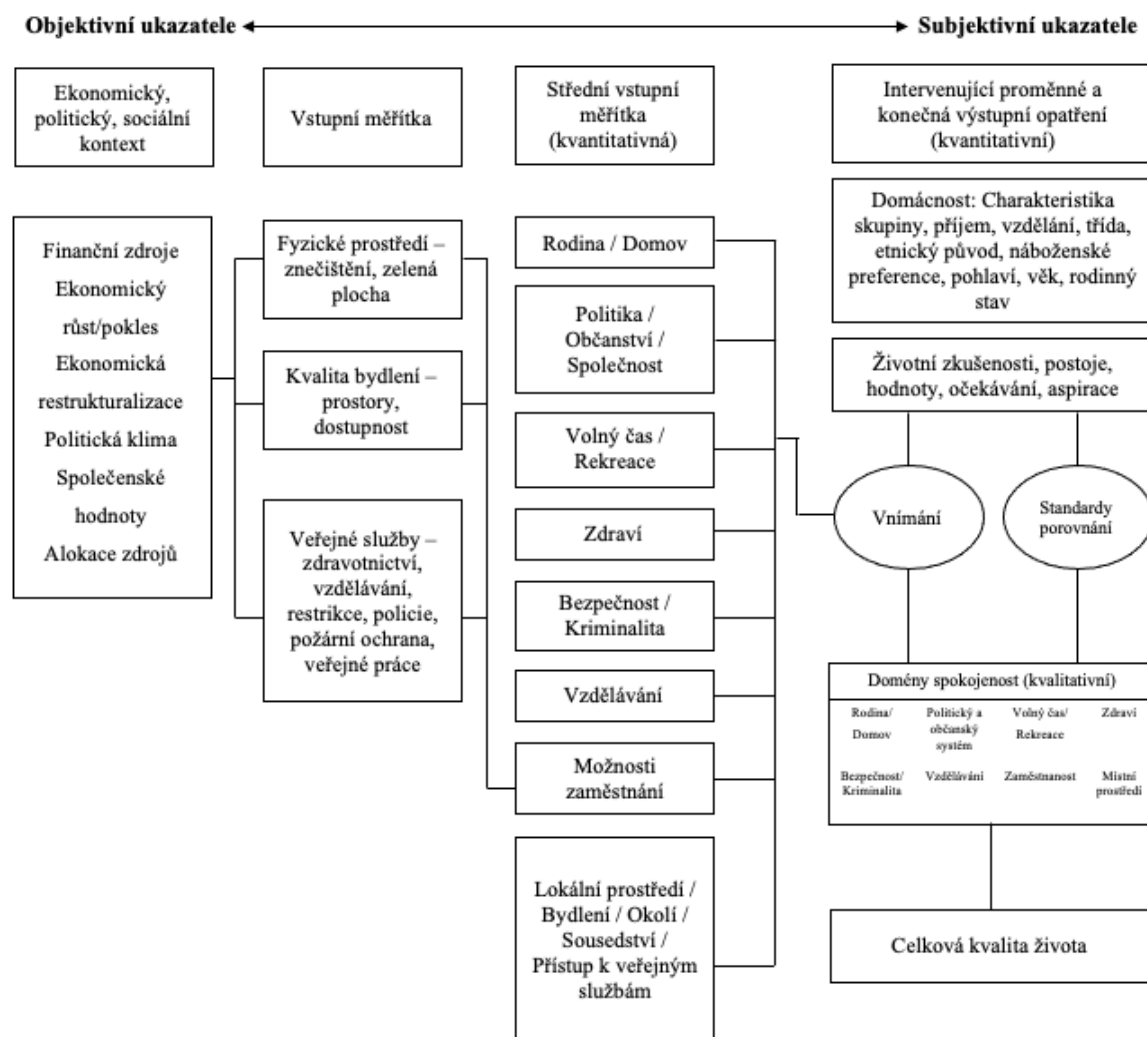 Objektivní ukazatele
Subjektivní ukazatele
Ekonomický,
politický, sociální
kontext
Vstupní měřítka
Střední vstupní
měřítka
(kvantitativná)
Intervenující proměnné a
konečná výstupní opatření
(kvantitativní)
Finanční zdroje
Ekonomický
růst/pokles
Ekonomická
restrukturalizace
Politická klima
Společenské
hodnoty
Alokace zdrojů
Fyzické prostředí –
znečištění, zelená
plocha
Kvalita bydlení –
prostory,
dostupnost
Veřejné služby –
zdravotnictví,
vzdělávání,
restrikce, policie,
požární ochrana,
veřejné práce
Rodina / Domov
Politika /
Občanství /
Společnost
Volný čas /
Rekreace
Zdraví
Bezpečnost /
Kriminalita
Vzdělávání
Možnosti
zaměstnání
Lokální prostředí /
Bydlení / Okolí /
Sousedství /
Přístup k veřejným
službám
Domácnost: Charakteristika
skupiny, příjem, vzdělání, třída,
etnický původ, náboženské
preference, pohlaví, věk, rodinný
stav
Životní zkušenosti, postoje,
hodnoty, očekávání, aspirace
Vnímání
Standardy
porovnání
Domény spokojenost (kvalitativní)
Rodina/
Domov
Politický a
občanský
systém
Volný čas/
Rekreace
Zdraví
Bezpečnost/
Kriminalita
Vzdělávání
Zaměstnanost
Místní
prostředí
Celková kvalita života